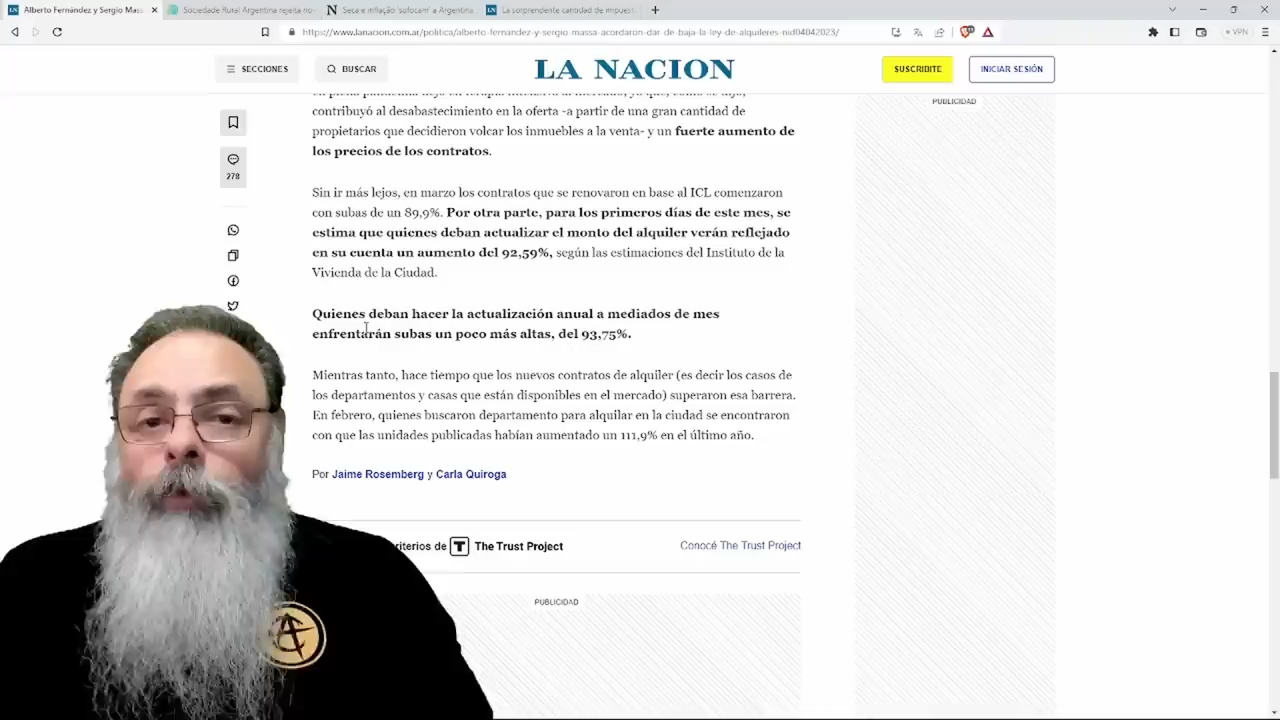 Alberto Fernández y Sergio Mass
Sociedade Rural Argentina rejeita no
Seca e inflação 'sufocam' a Argentina
La sorprendente cantidad de impuest
https://www.lanacion.com.ar/politica/alberto-fernandez-y-sergio-massa-acordaron-dar-de-baja-la-ley-de-alquileres-nid04042023/
VPN
SECCIONES
BUSCAR
LA NACION
SUSCRIBITE
INICIAR SESIÓN
contribuyó al desabastecimiento en la oferta -a partir de una gran cantidad de
propietarios que decidieron volcar los inmuebles a la venta- y un fuerte aumento de
los precios de los contratos.
PUBLICIDAD
278
Sin ir más lejos, en marzo los contratos que se renovaron en base al ICL comenzaron
con subas de un 89,9%. Por otra parte, para los primeros días de este mes, se
estima que quienes deban actualizar el monto del alquiler verán reflejado
en su cuenta un aumento del 92,59%, según las estimaciones del Instituto de la
Vivienda de la Ciudad.
Quienes deban hacer la actualización anual a mediados de mes
enfrentarán subas un poco más altas, del 93,75%.
Mientras tanto, hace tiempo que los nuevos contratos de alquiler (es decir los casos de
los departamentos y casas que están disponibles en el mercado) superaron esa barrera.
En febrero, quienes buscaron departamento para alquilar en la ciudad se encontraron
con que las unidades publicadas habían aumentado un 111,9% en el último año.
Por Jaime Rosemberg y Carla Quiroga
riterios de T The Trust Project
Conocé The Trust Project
PUBLICIDAD